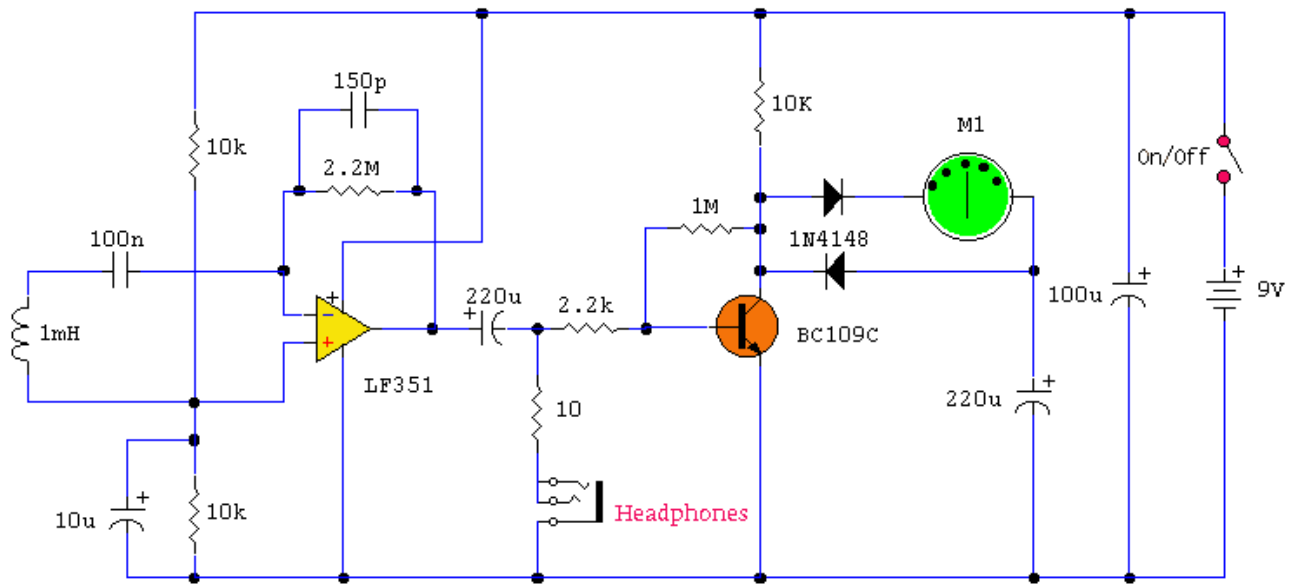 150p
10k
10K
M1
2.2M
On/Off
1M
100n
1N4148
220u
2.2k
100u
9V
1mH
BC109C
LF351
10
220u
10u
10k
Headphones